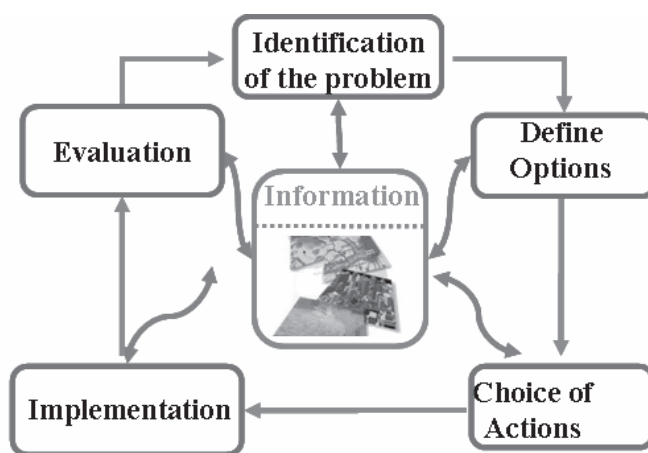 Identification
of the problem
Define
Options
Evaluation
Information
Implementation
Choice of
Actions